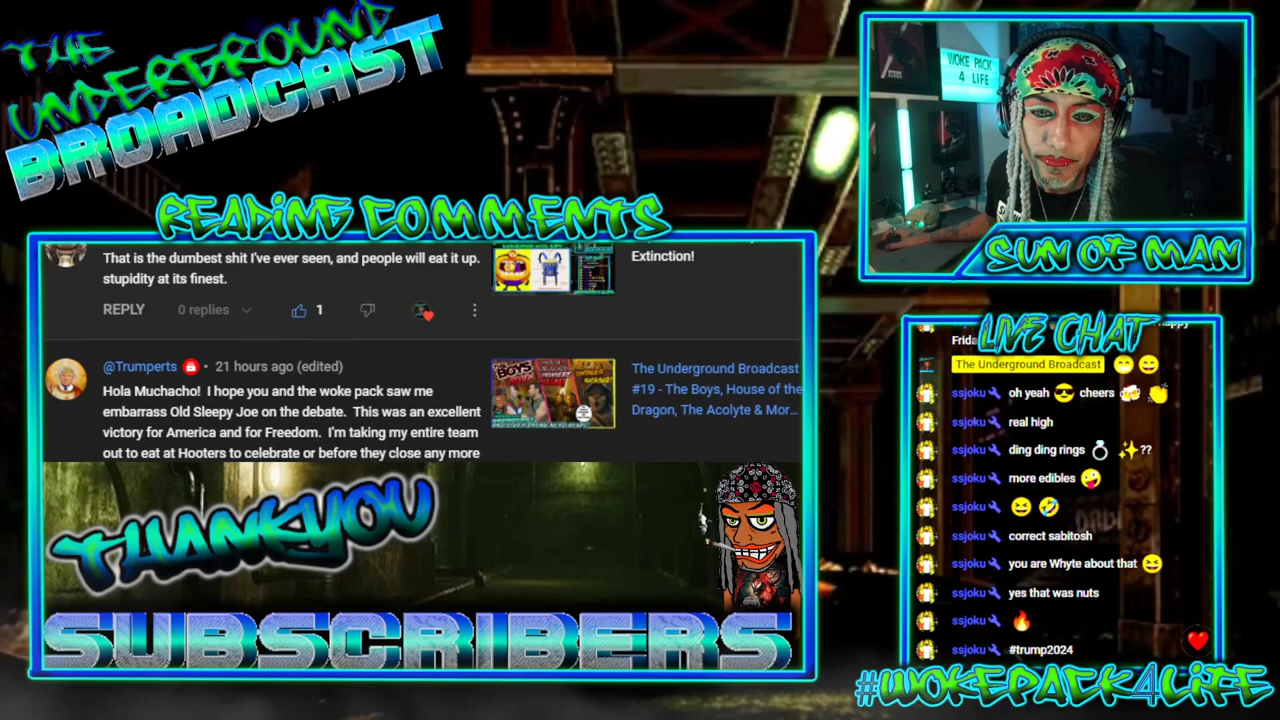 THE
UNDERGROUND
BROADCAST
READING COMMENTS
That is the dumbest shit I've ever seen, and people will eat it up.
stupidity at its finest.
REPLY 0 replies 1
Extinction!
@Trumperts • 21 hours ago (edited)
Hola Muchacho! I hope you and the woke pack saw me
embarrass Old Sleepy Joe on the debate. This was an excellent
victory for America and for Freedom. I'm taking my entire team
out to eat at Hooters to celebrate or before they close any more
The Underground Broadcast
#19 - The Boys, House of the
Dragon, The Acolyte & Mor...
THE BOYS
THANKYOU
SUBSCRIBERS
WOKE PACK
4 LIFE
SUN OF MAN
LIVE CHAT
Frida
The Underground Broadcast 😁 😄
ssjoku oh yeah 😎 cheers 🍻 👏
ssjoku real high
ssjoku ding ding rings 💍 ✨??
ssjoku more edibles 🤪
ssjoku 😆 🤣
ssjoku correct sabitosh
ssjoku you are Whyte about that 😆
ssjoku yes that was nuts
ssjoku 🔥
ssjoku #trump2024
#WOKEPACK4LIFE